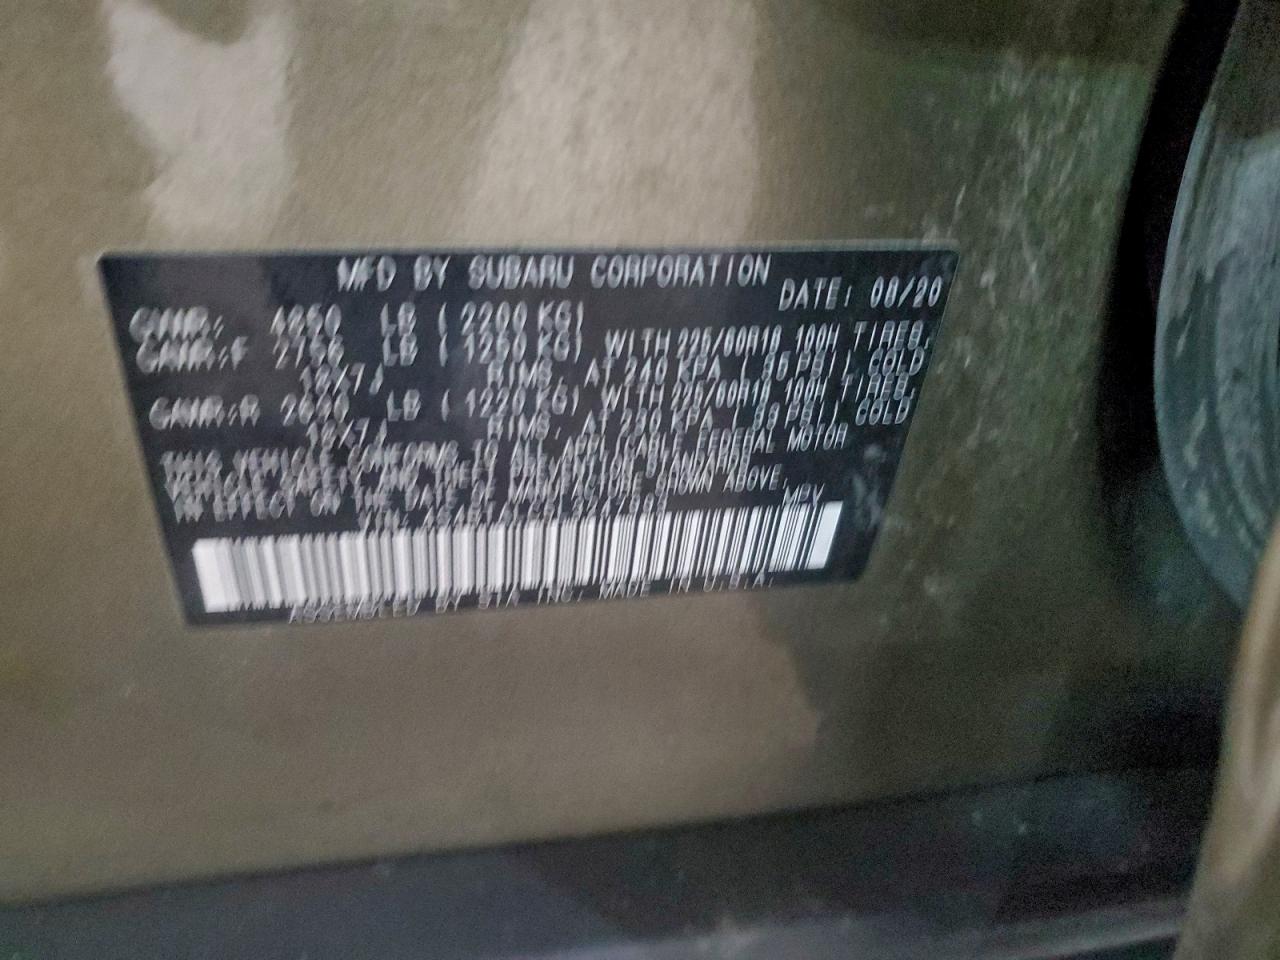 MFD BY SUBARU CORPORATION
DATE: 08/20
GVWR: 4850 LB (2200 KG)
GAWR:F 2756 LB (1250 KG) WITH 225/60R18 100H TIRES,
18X7J RIMS, AT 240 KPA (35 PSI), COLD
GAWR:R 2690 LB (1220 KG) WITH 225/60R18 100H TIRES,
18X7J RIMS, AT 230 KPA (33 PSI) COLD
THIS VEHICLE CONFORMS TO ALL APPLICABLE FEDERAL MOTOR
VEHICLE SAFETY AND THEFT PREVENTION STANDARDS
IN EFFECT ON THE DATE OF MANUFACTURE SHOWN ABOVE.
VIN: MPV
ASSEMBLED BY SIA INC. MADE IN U.S.A.